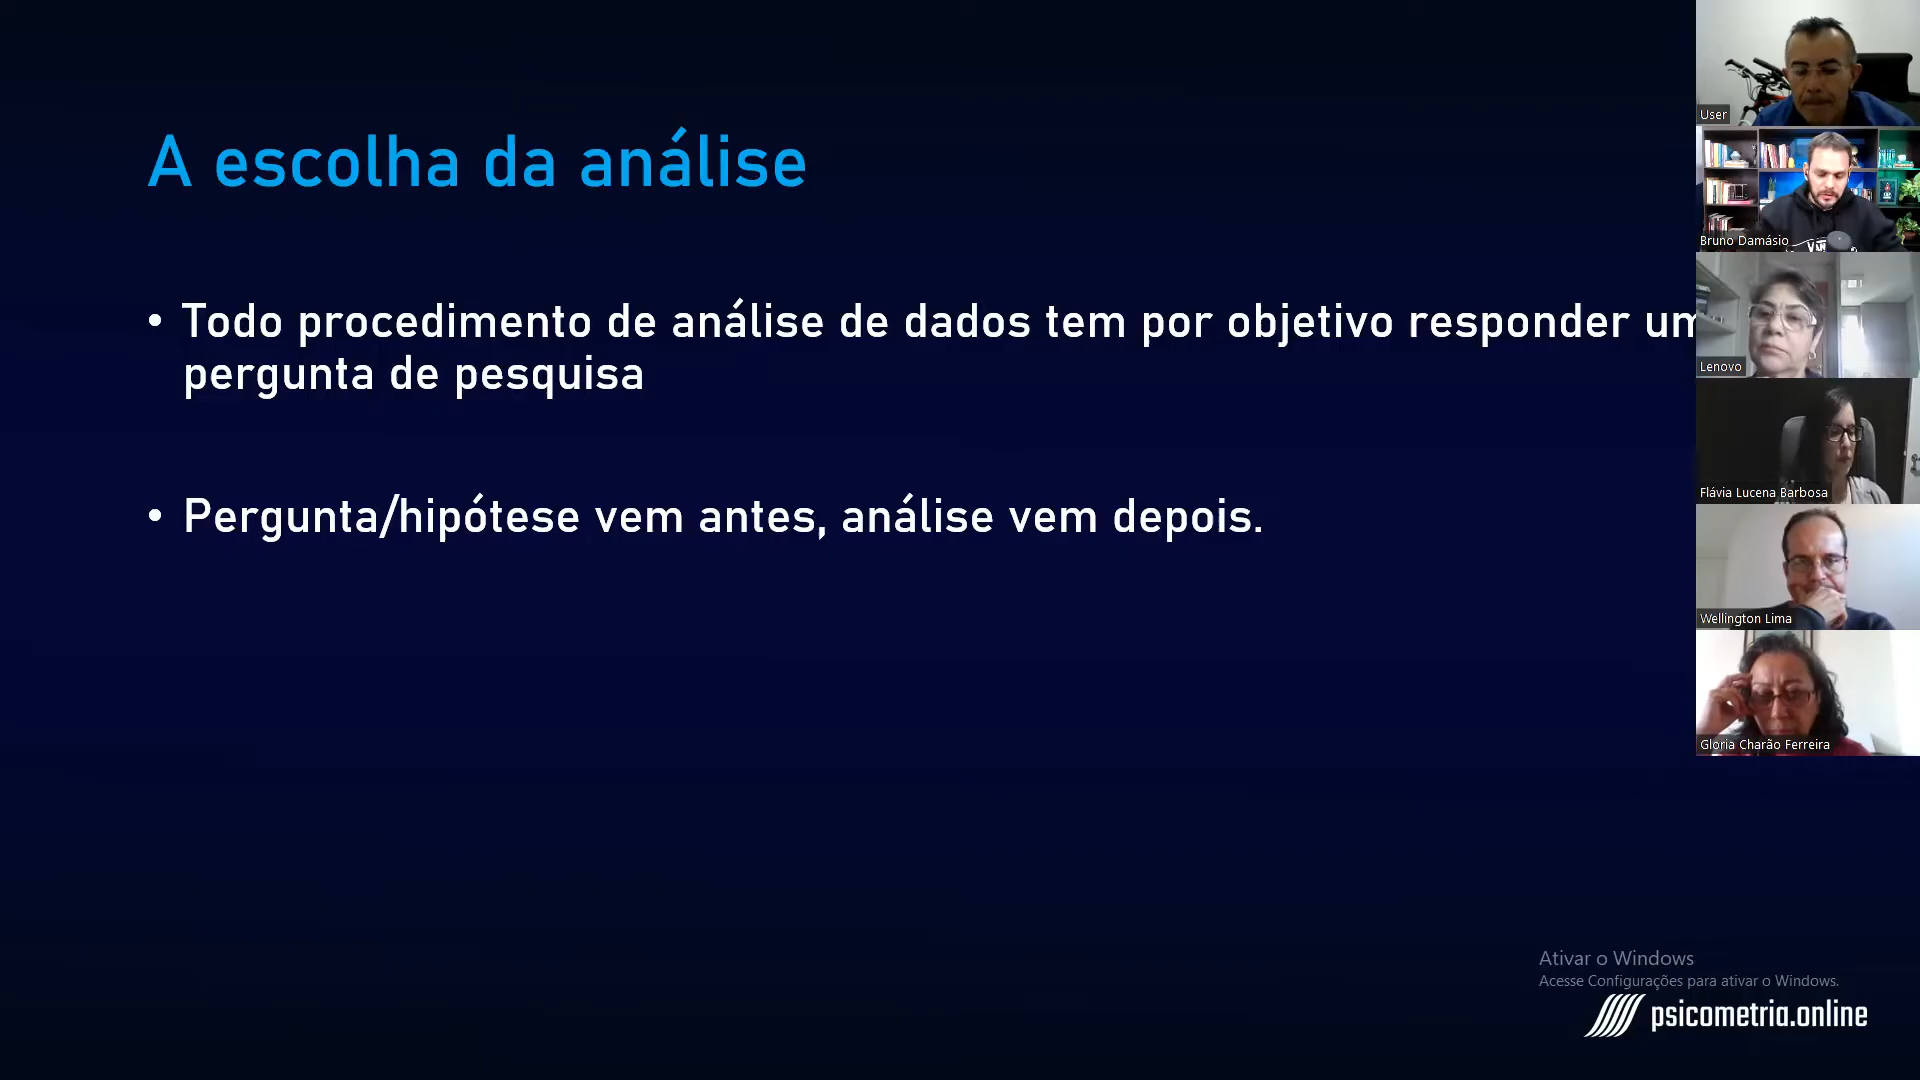 A escolha da análise
• Todo procedimento de análise de dados tem por objetivo responder um
pergunta de pesquisa
• Pergunta/hipótese vem antes, análise vem depois.
User
Bruno Damásio
Lenovo
Flávia Lucena Barbosa
Wellington Lima
Gloria Charão Ferreira
Ativar o Windows
Acesse Configurações para ativar o Windows.
psicometria.online